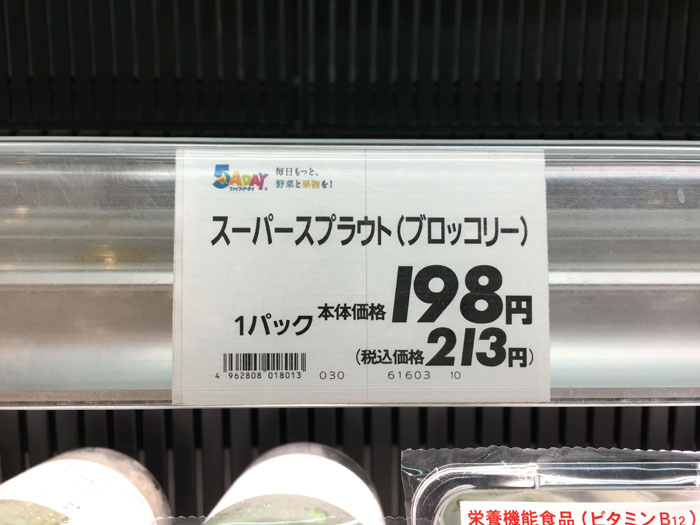 5 A DAY
ファイブ・ア・デイ
毎日もっと、
野菜と果物を!
スーパースプラウト(ブロッコリー)
1パック 本体価格 198円
(税込価格 213円)
4 962808 018013 030 61603 10
栄養機能食品(ビタミンB12)